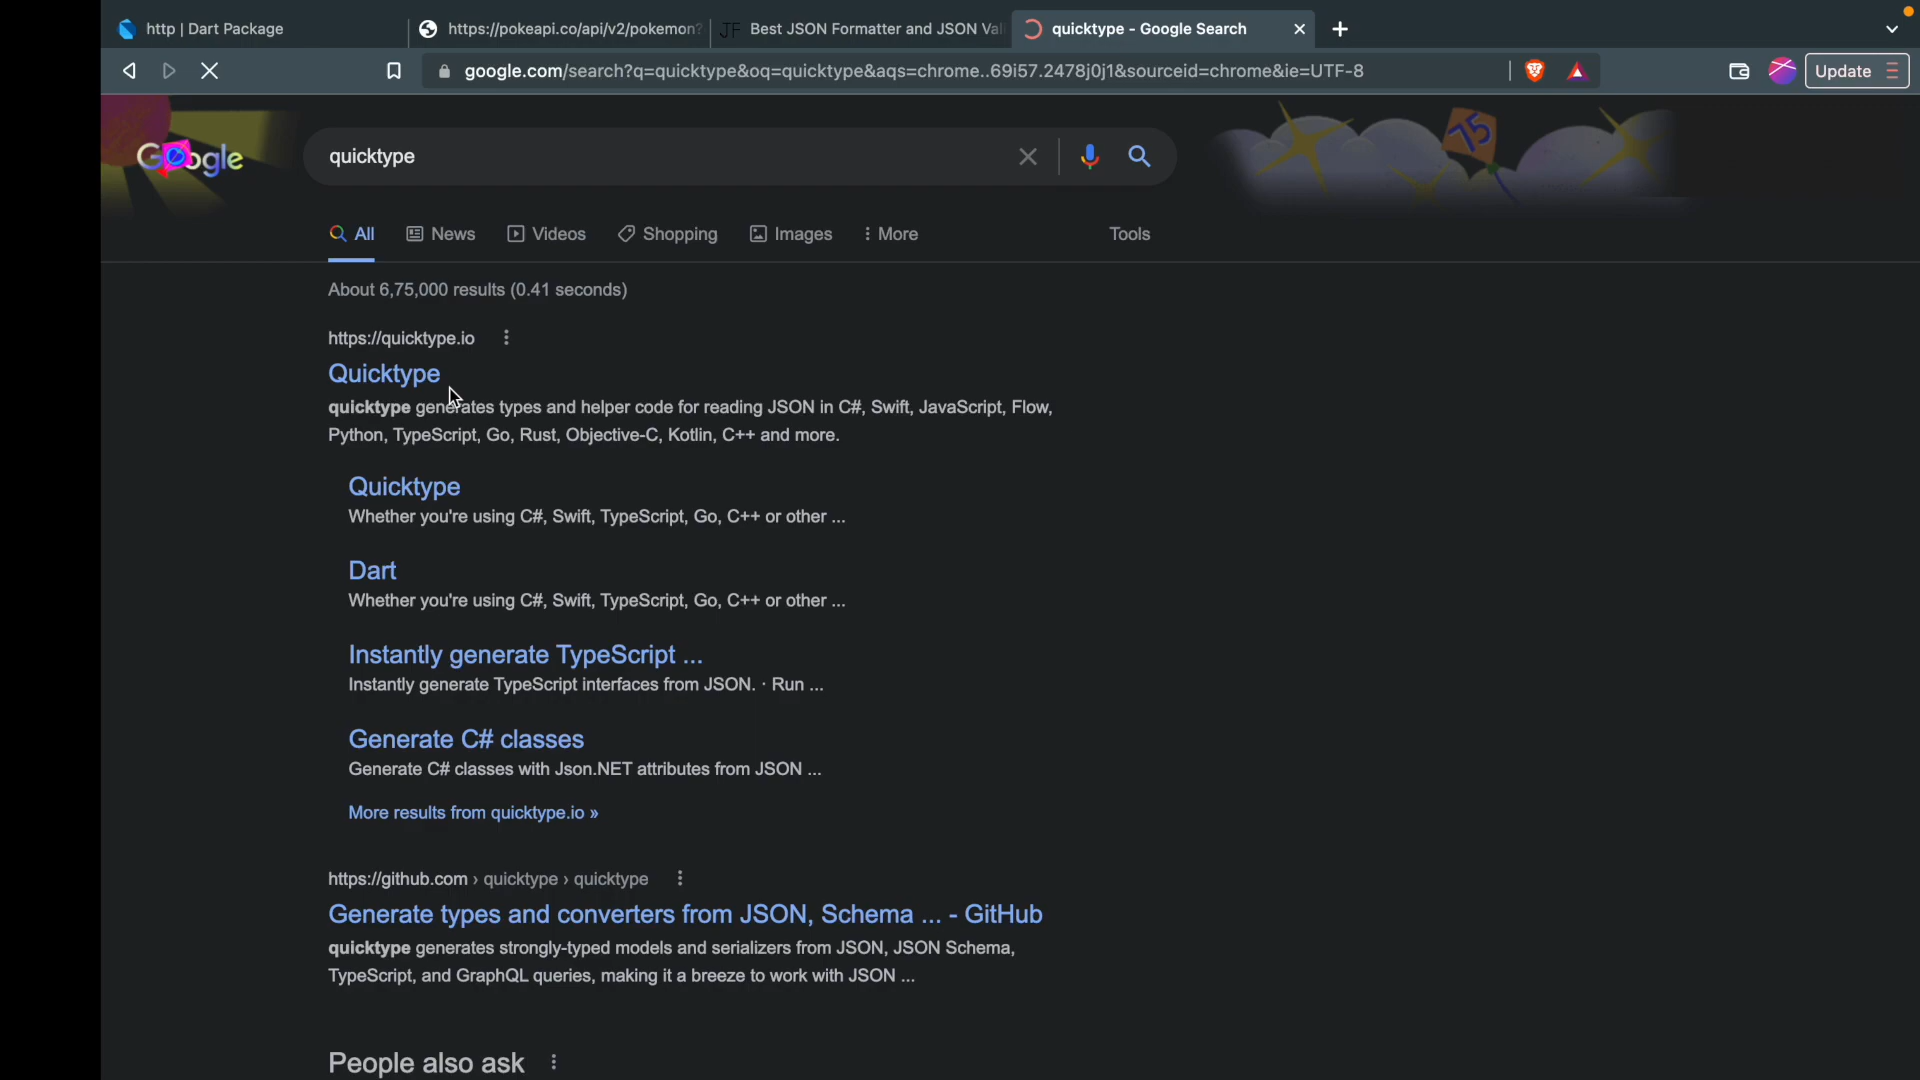 http | Dart Package
https://pokeapi.co/api/v2/pokemon?
JF Best JSON Formatter and JSON Val
quicktype - Google Search
google.com/search?q=quicktype&oq=quicktype&aqs=chrome..69i57.2478j0j1&sourceid=chrome&ie=UTF-8
Update
Google
75
quicktype
All
News
Videos
Shopping
Images
More
Tools
About 6,75,000 results (0.41 seconds)
https://quicktype.io
Quicktype
quicktype generates types and helper code for reading JSON in C#, Swift, JavaScript, Flow,
Python, TypeScript, Go, Rust, Objective-C, Kotlin, C++ and more.
Quicktype
Whether you're using C#, Swift, TypeScript, Go, C++ or other ...
Dart
Whether you're using C#, Swift, TypeScript, Go, C++ or other ...
Instantly generate TypeScript ...
Instantly generate TypeScript interfaces from JSON. · Run ...
Generate C# classes
Generate C# classes with Json.NET attributes from JSON ...
More results from quicktype.io »
https://github.com › quicktype › quicktype
Generate types and converters from JSON, Schema ... - GitHub
quicktype generates strongly-typed models and serializers from JSON, JSON Schema,
TypeScript, and GraphQL queries, making it a breeze to work with JSON ...
People also ask